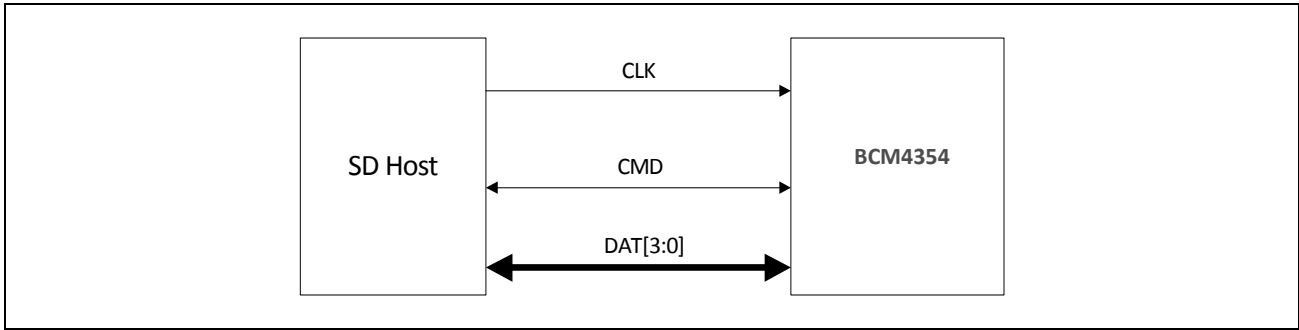 CLK
SD Host
BCM4354
CMD
DAT[3:0]